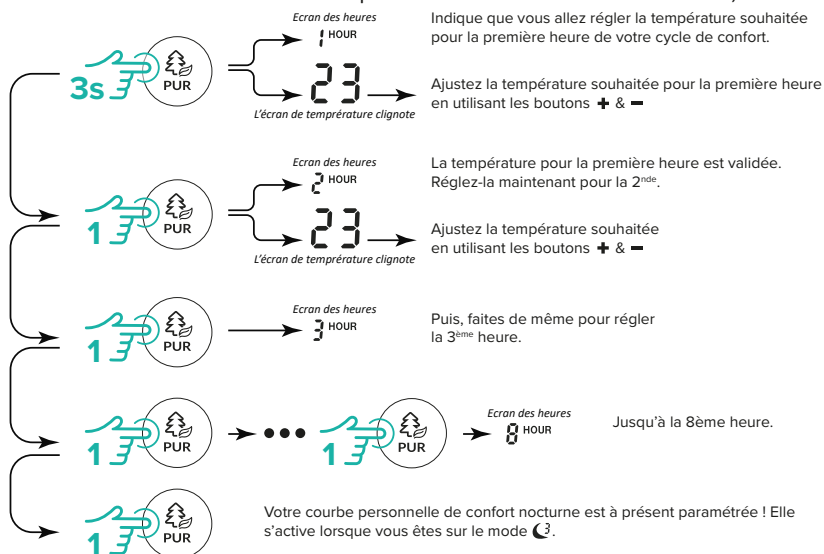 Ecran des heures
1 HOUR
Indique que vous allez régler la température souhaitée
pour la première heure de votre cycle de confort.
3s
PUR
23
Ajustez la température souhaitée pour la première heure
en utilisant les boutons + & −
L'écran de temprérature clignote
Ecran des heures
2 HOUR
La température pour la première heure est validée.
Réglez-la maintenant pour la 2nde.
1
PUR
23
Ajustez la température souhaitée
en utilisant les boutons + & −
L'écran de temprérature clignote
Ecran des heures
3 HOUR
Puis, faites de même pour régler
la 3ème heure.
1
PUR
1
PUR
•••
1
PUR
Ecran des heures
8 HOUR
Jusqu'à la 8ème heure.
1
PUR
Votre courbe personnelle de confort nocturne est à présent paramétrée ! Elle
s'active lorsque vous êtes sur le mode ☾3.